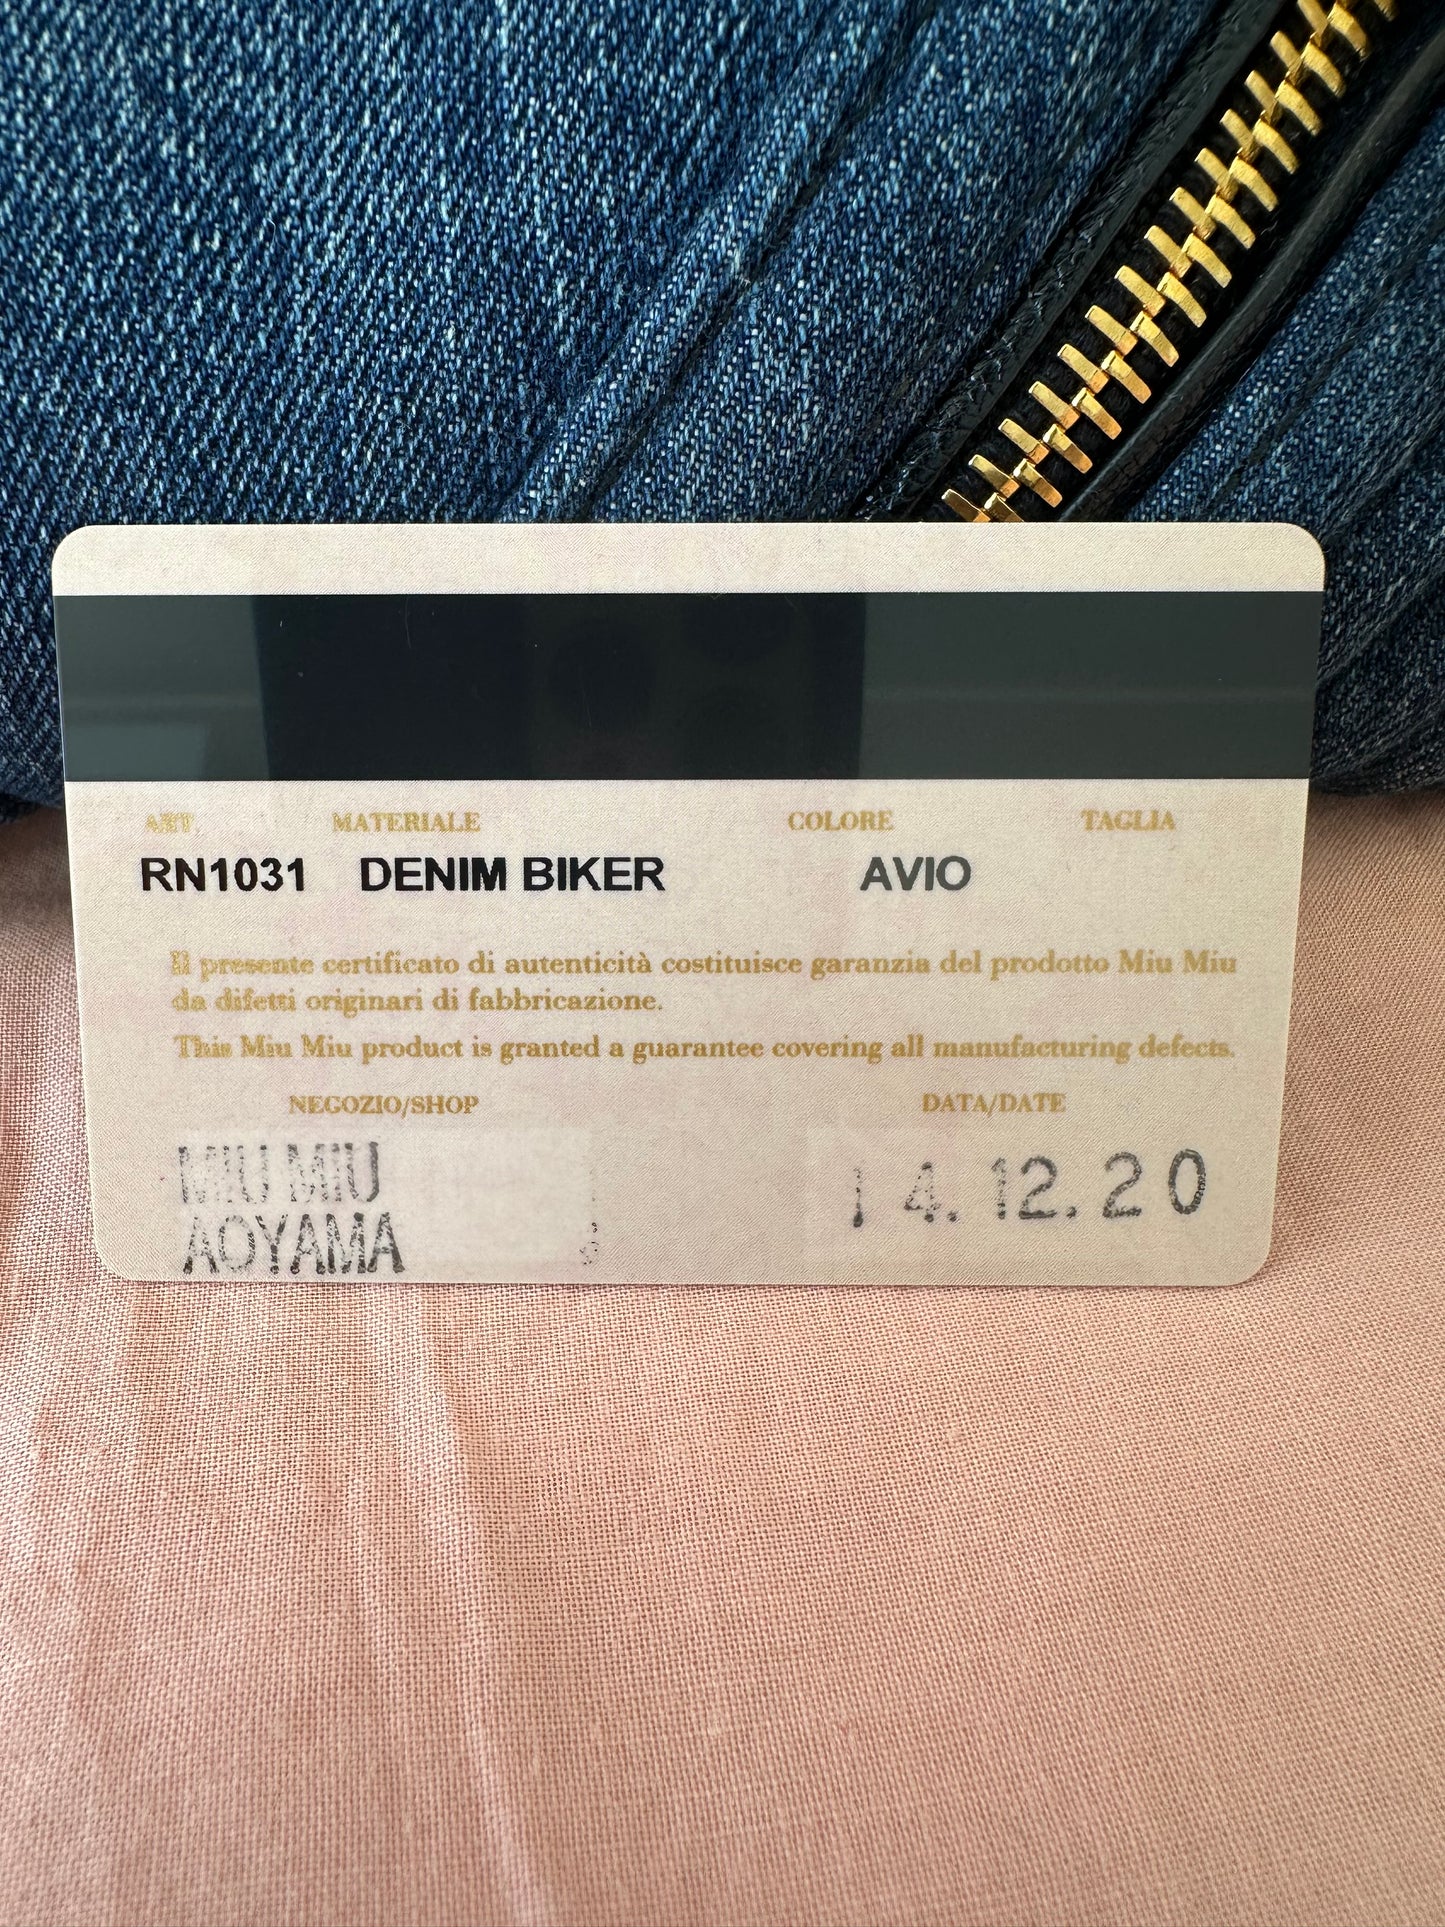 ART. MATERIALE COLORE TAGLIA
RN1031 DENIM BIKER AVIO
Il presente certificato di autenticità costituisce garanzia del prodotto Miu Miu
da difetti originari di fabbricazione.
This Miu Miu product is granted a guarantee covering all manufacturing defects.
NEGOZIO/SHOP DATA/DATE
MIU MIU
AOYAMA
14.12.20